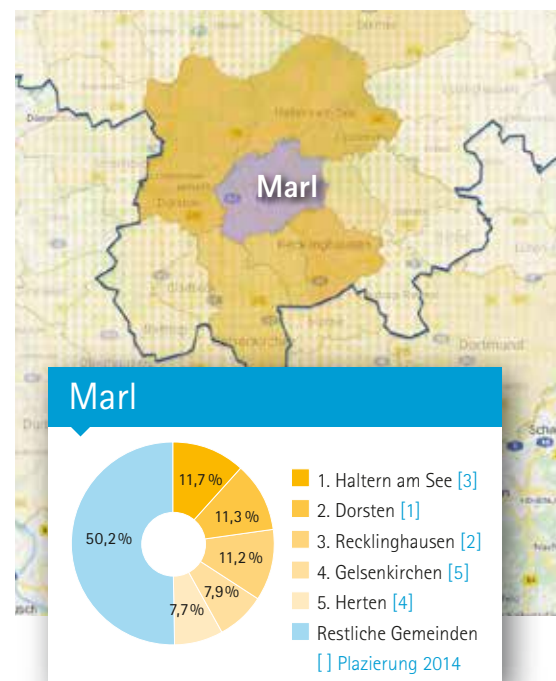 Haltern am See
Marl
Dorsten
Recklinghausen
Dortmund
Marl
11,7 %
11,3 %
50,2 %
11,2 %
7,9 %
7,7 %
1. Haltern am See [3]
2. Dorsten [1]
3. Recklinghausen [2]
4. Gelsenkirchen [5]
5. Herten [4]
Restliche Gemeinden
[ ] Plazierung 2014